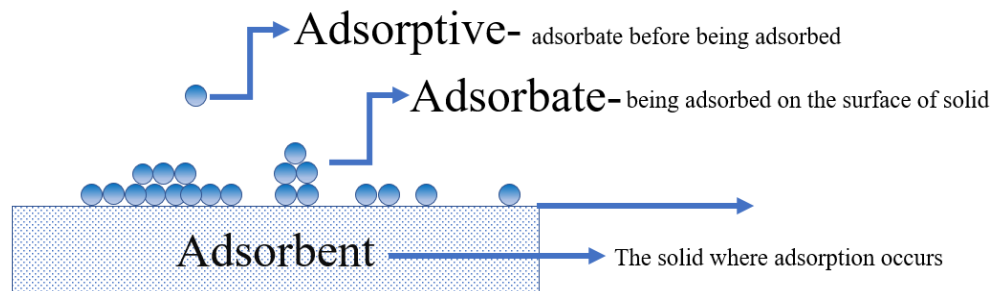 Adsorptive- adsorbate before being adsorbed
Adsorbate- being adsorbed on the surface of solid
Adsorbent
The solid where adsorption occurs